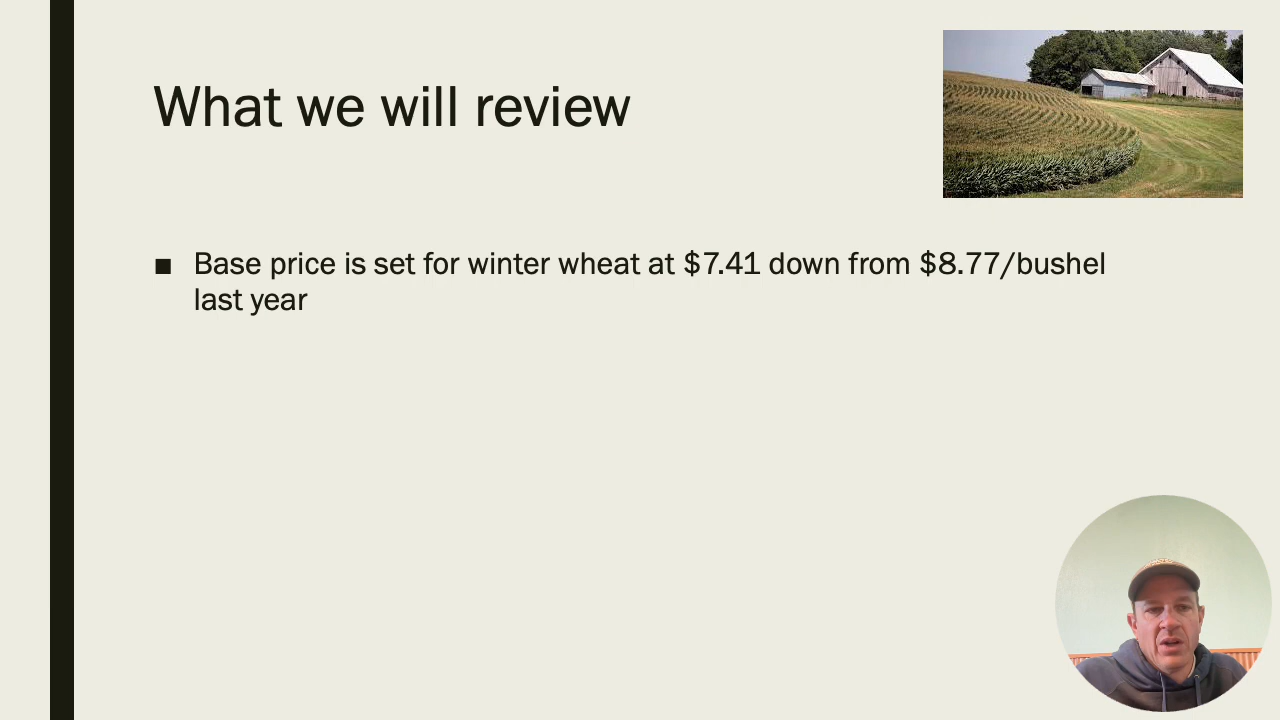 What we will review
■ Base price is set for winter wheat at $7.41 down from $8.77/bushel
last year